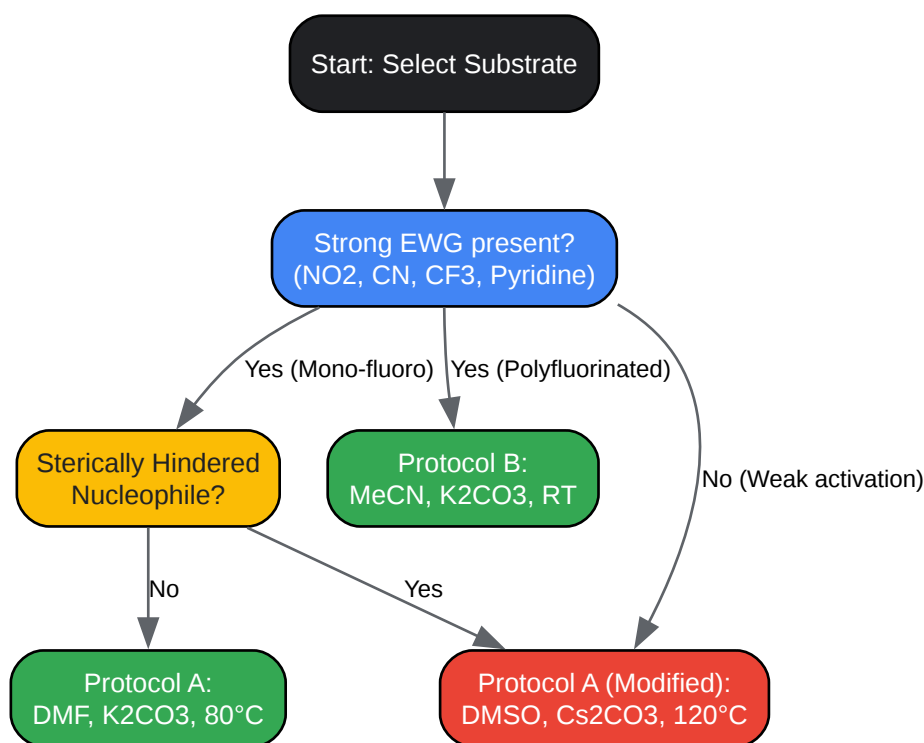 Start: Select Substrate
Strong EWG present?
(NO2, CN, CF3, Pyridine)
Yes (Mono-fluoro)
Yes (Polyfluorinated)
No (Weak activation)
Sterically Hindered
Nucleophile?
Protocol B:
MeCN, K2CO3, RT
No
Yes
Protocol A:
DMF, K2CO3, 80°C
Protocol A (Modified):
DMSO, Cs2CO3, 120°C